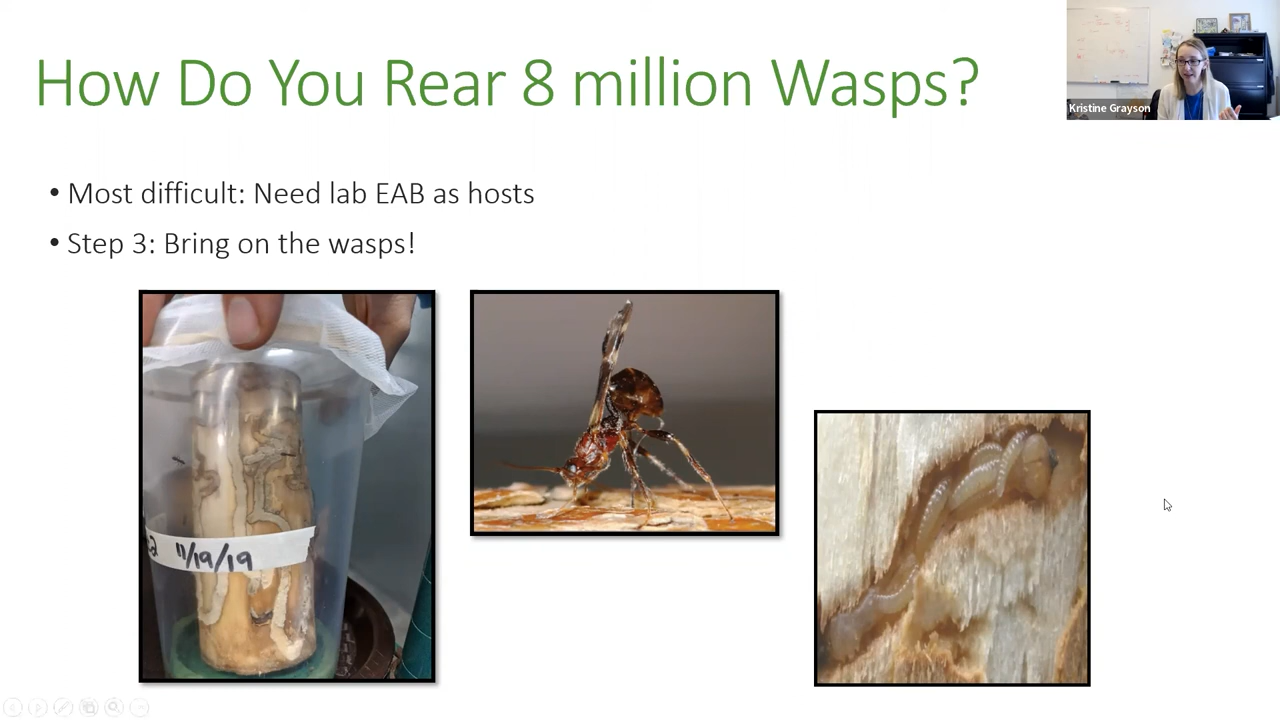 How Do You Rear 8 million Wasps?
Kristine Grayson
• Most difficult: Need lab EAB as hosts
• Step 3: Bring on the wasps!
2 11/19/19